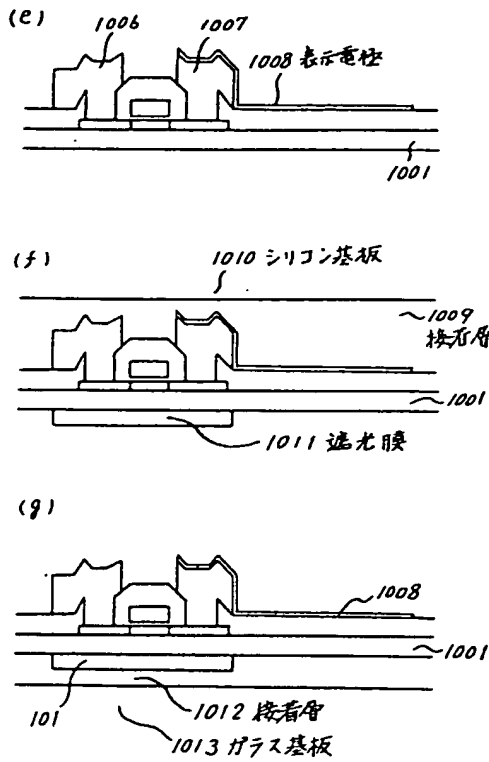 (e)
1006
1007
1008 表示電極
1001
(f)
1010 シリコン基板
1009
接着層
1001
1011 遮光膜
(g)
1008
1001
101
1012 接着層
1013 ガラス基板